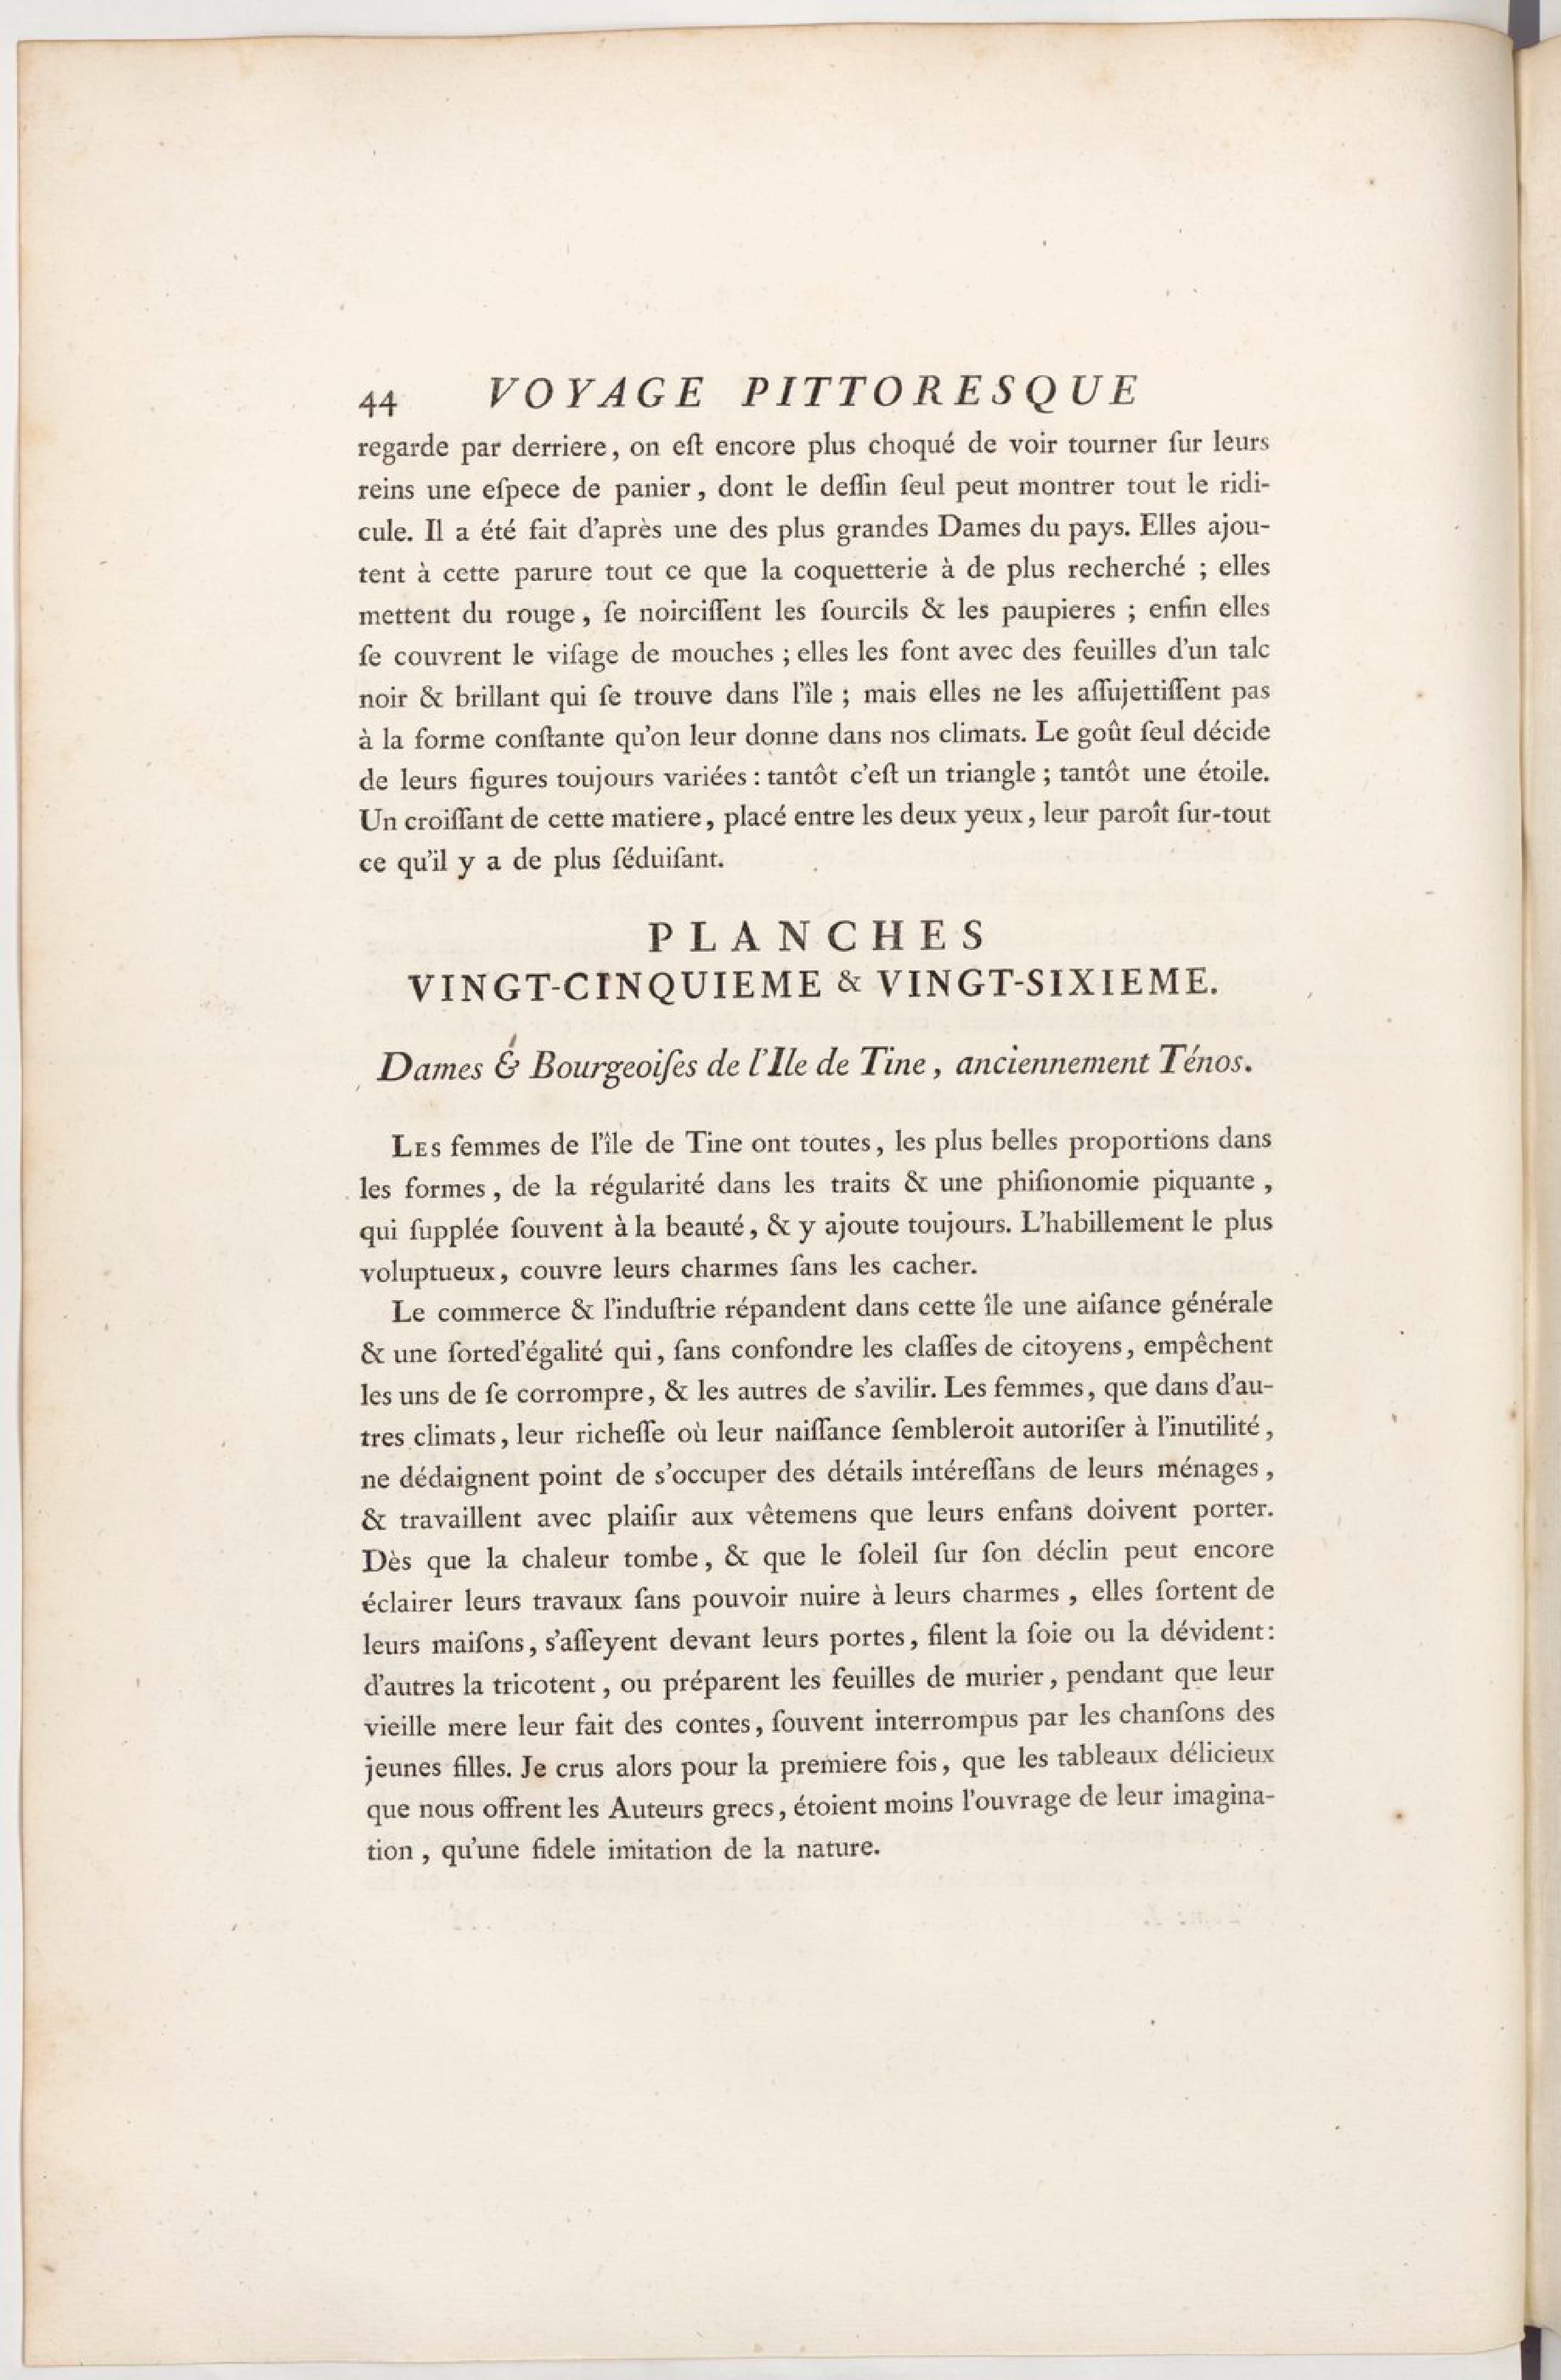 44 VOYAGE PITTORESQUE
regarde par derriere, on eſt encore plus choqué de voir tourner ſur leurs
reins une eſpece de panier, dont le deſſin ſeul peut montrer tout le ridi-
cule. Il a été fait d'après une des plus grandes Dames du pays. Elles ajou-
tent à cette parure tout ce que la coquetterie à de plus recherché ; elles
mettent du rouge, ſe noirciſſent les ſourcils & les paupieres ; enfin elles
ſe couvrent le viſage de mouches ; elles les font avec des feuilles d'un talc
noir & brillant qui ſe trouve dans l'île ; mais elles ne les aſſujettiſſent pas
à la forme conſtante qu'on leur donne dans nos climats. Le goût ſeul décide
de leurs figures toujours variées : tantôt c'eſt un triangle ; tantôt une étoile.
Un croiſſant de cette matiere, placé entre les deux yeux, leur paroît ſur-tout
ce qu'il y a de plus ſéduiſant.
PLANCHES
VINGT-CINQUIEME & VINGT-SIXIEME.
Dames & Bourgeoiſes de l'Ile de Tine, anciennement Ténos.
LES femmes de l'île de Tine ont toutes, les plus belles proportions dans
les formes, de la régularité dans les traits & une phiſionomie piquante,
qui ſupplée ſouvent à la beauté, & y ajoute toujours. L'habillement le plus
voluptueux, couvre leurs charmes ſans les cacher.
Le commerce & l'induſtrie répandent dans cette île une aiſance générale
& une ſorted'égalité qui, ſans confondre les claſſes de citoyens, empêchent
les uns de ſe corrompre, & les autres de s'avilir. Les femmes, que dans d'au-
tres climats, leur richeſſe où leur naiſſance ſembleroit autoriſer à l'inutilité,
ne dédaignent point de s'occuper des détails intéreſſans de leurs ménages,
& travaillent avec plaiſir aux vêtemens que leurs enfans doivent porter.
Dès que la chaleur tombe, & que le ſoleil ſur ſon déclin peut encore
éclairer leurs travaux ſans pouvoir nuire à leurs charmes, elles ſortent de
leurs maiſons, s'aſſeyent devant leurs portes, filent la ſoie ou la dévident:
d'autres la tricotent, ou préparent les feuilles de murier, pendant que leur
vieille mere leur fait des contes, ſouvent interrompus par les chanſons des
jeunes filles. Je crus alors pour la premiere fois, que les tableaux délicieux
que nous offrent les Auteurs grecs, étoient moins l'ouvrage de leur imagina-
tion, qu'une fidele imitation de la nature.